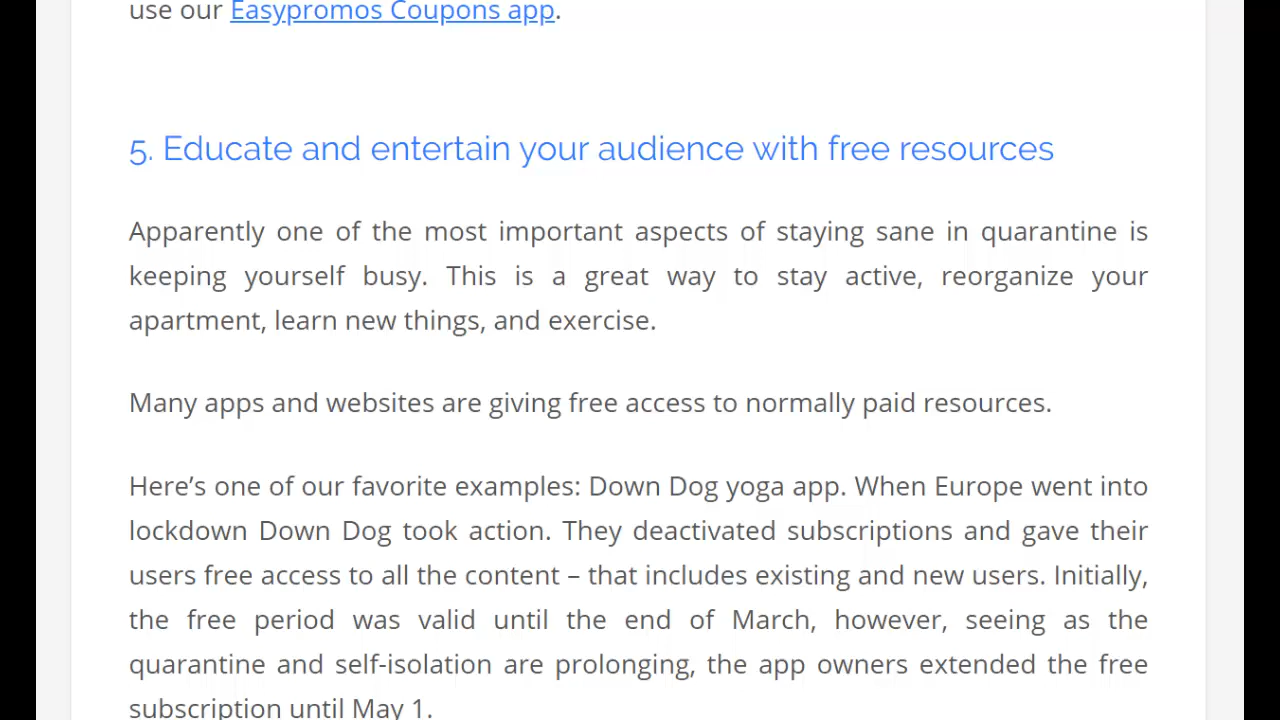 use our Easypromos Coupons app.
5. Educate and entertain your audience with free resources
Apparently one of the most important aspects of staying sane in quarantine is
keeping yourself busy. This is a great way to stay active, reorganize your
apartment, learn new things, and exercise.
Many apps and websites are giving free access to normally paid resources.
Here’s one of our favorite examples: Down Dog yoga app. When Europe went into
lockdown Down Dog took action. They deactivated subscriptions and gave their
users free access to all the content – that includes existing and new users. Initially,
the free period was valid until the end of March, however, seeing as the
quarantine and self-isolation are prolonging, the app owners extended the free
subscription until May 1.